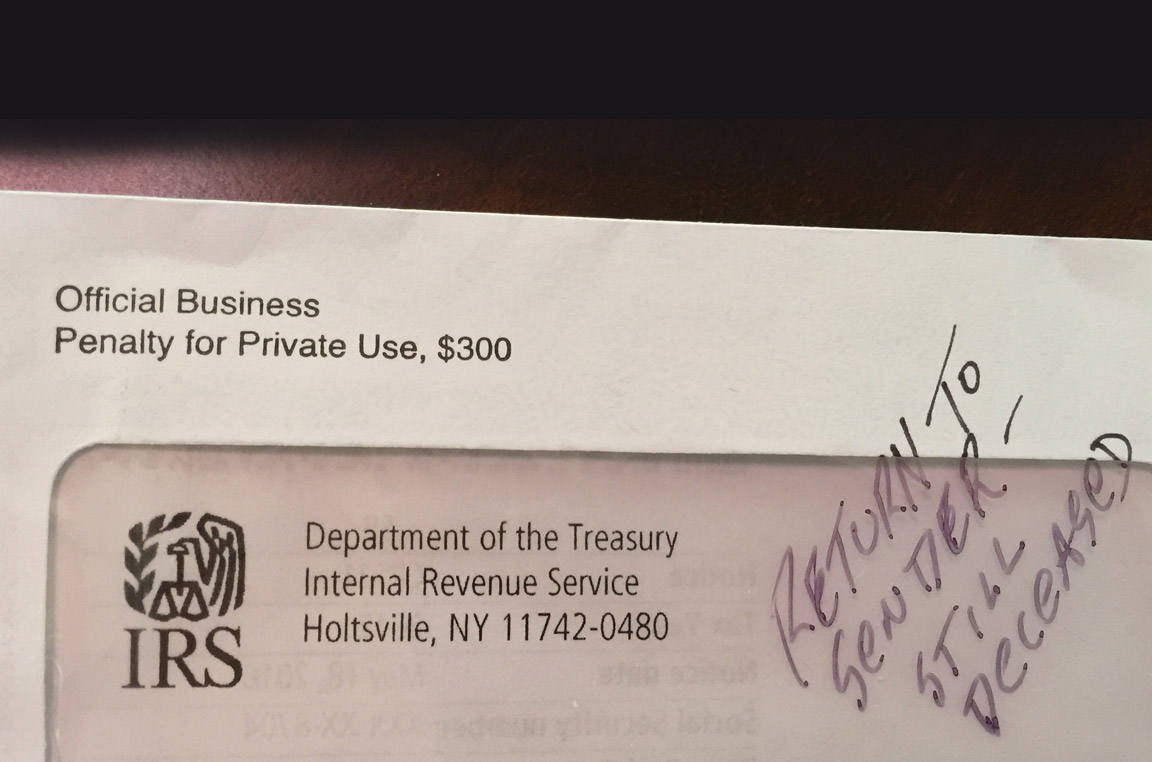 Official Business
Penalty for Private Use, $300
IRS
Department of the Treasury
Internal Revenue Service
Holtsville, NY 11742-0480
RETURN TO
SENDER -
STILL
DECEASED